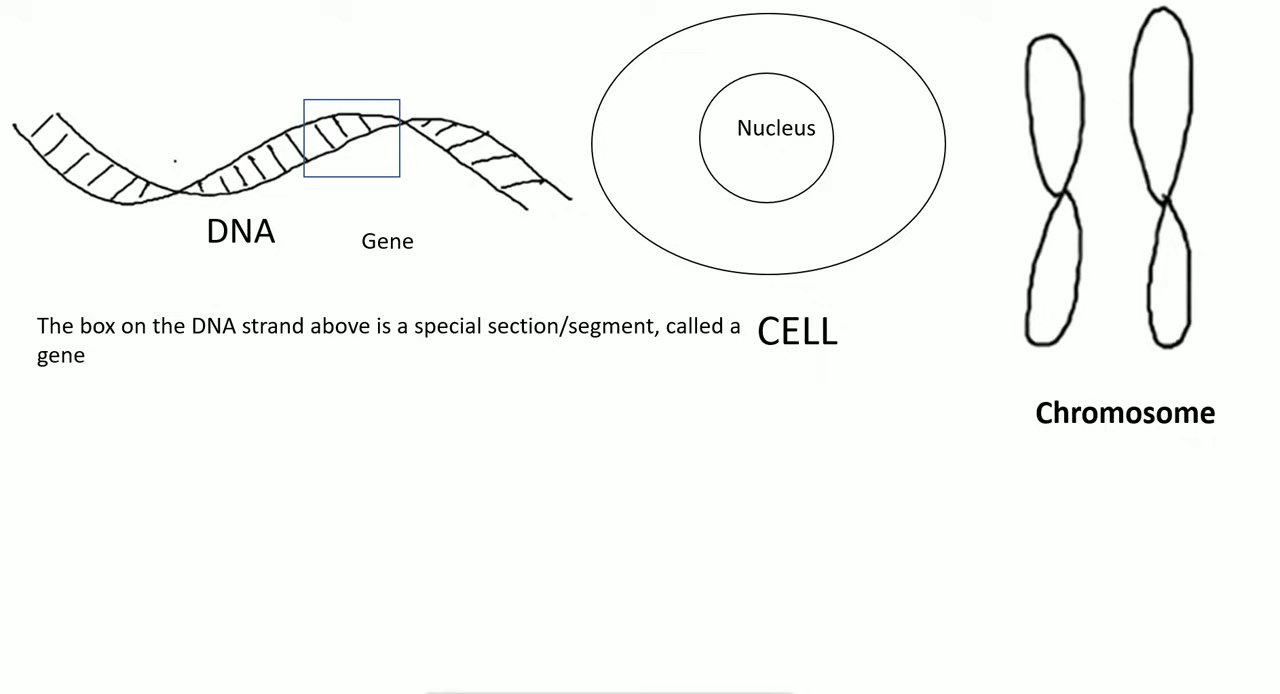 Nucleus
DNA
Gene
The box on the DNA strand above is a special section/segment, called a
gene
CELL
Chromosome